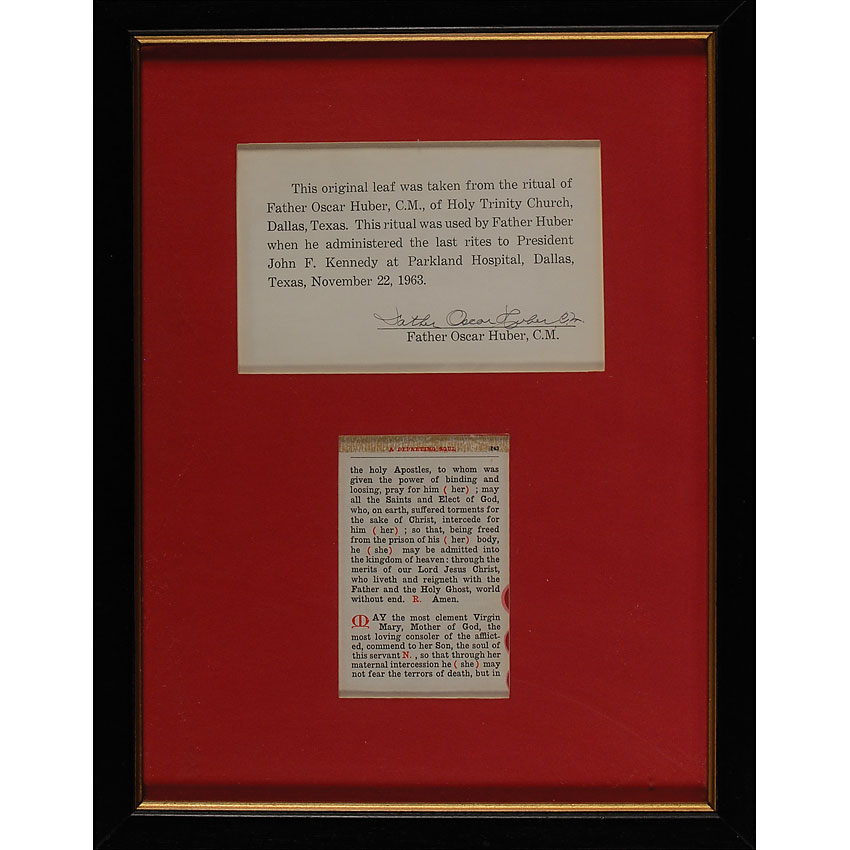 This original leaf was taken from the ritual of
Father Oscar Huber, C.M., of Holy Trinity Church,
Dallas, Texas. This ritual was used by Father Huber
when he administered the last rites to President
John F. Kennedy at Parkland Hospital, Dallas,
Texas, November 22, 1963.
Father Oscar Huber C.M.
Father Oscar Huber, C.M.
A DEPARTING SOUL
the holy Apostles, to whom was
given the power of binding and
loosing, pray for him ( her) ; may
all the Saints and Elect of God,
who, on earth, suffered torments for
the sake of Christ, intercede for
him ( her) ; so that, being freed
from the prison of his ( her) body,
he ( she) may be admitted into
the kingdom of heaven: through the
merits of our Lord Jesus Christ,
who liveth and reigneth with the
Father and the Holy Ghost, world
without end. R. Amen.
MAY the most clement Virgin
Mary, Mother of God, the
most loving consoler of the afflict-
ed, commend to her Son, the soul of
this servant N. , so that through her
maternal intercession he ( she) may
not fear the terrors of death, but in